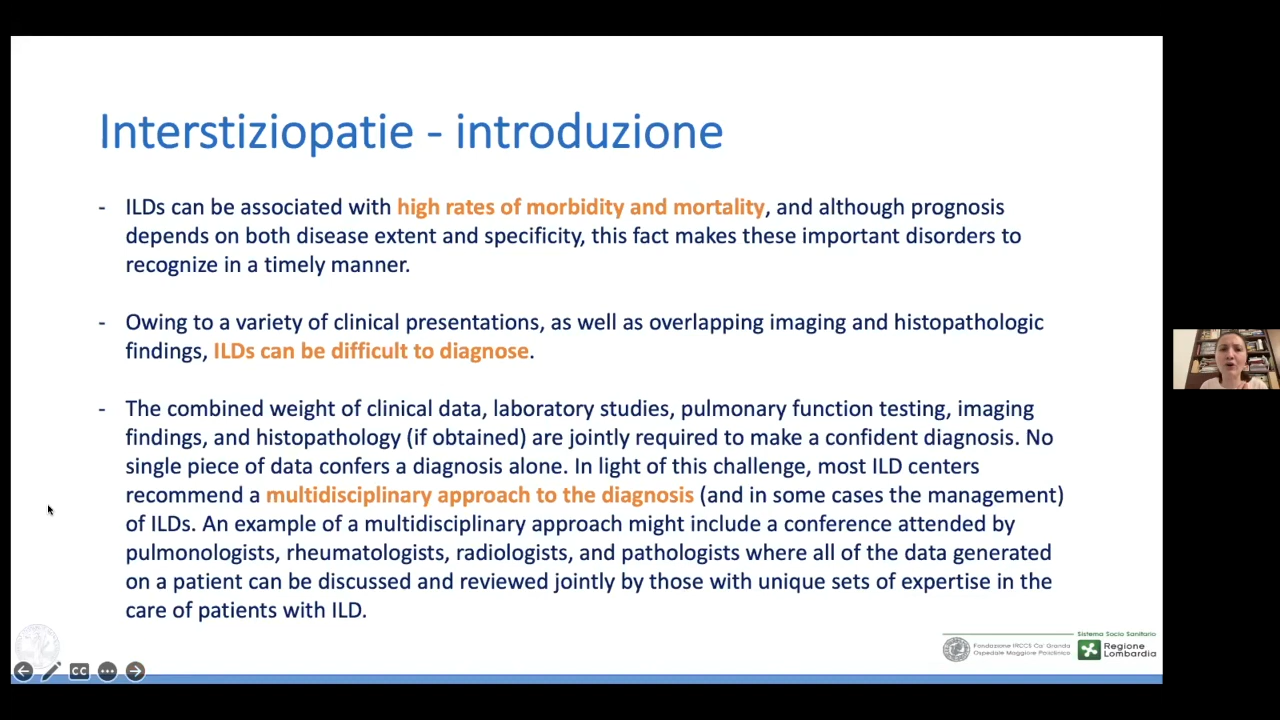 Interstiziopatie - introduzione
- ILDs can be associated with high rates of morbidity and mortality, and although prognosis
depends on both disease extent and specificity, this fact makes these important disorders to
recognize in a timely manner.
- Owing to a variety of clinical presentations, as well as overlapping imaging and histopathologic
findings, ILDs can be difficult to diagnose.
- The combined weight of clinical data, laboratory studies, pulmonary function testing, imaging
findings, and histopathology (if obtained) are jointly required to make a confident diagnosis. No
single piece of data confers a diagnosis alone. In light of this challenge, most ILD centers
recommend a multidisciplinary approach to the diagnosis (and in some cases the management)
of ILDs. An example of a multidisciplinary approach might include a conference attended by
pulmonologists, rheumatologists, radiologists, and pathologists where all of the data generated
on a patient can be discussed and reviewed jointly by those with unique sets of expertise in the
care of patients with ILD.
Fondazione IRCCS Ca' Granda
Ospedale Maggiore Policlinico
Sistema Socio Sanitario
Regione
Lombardia
CC